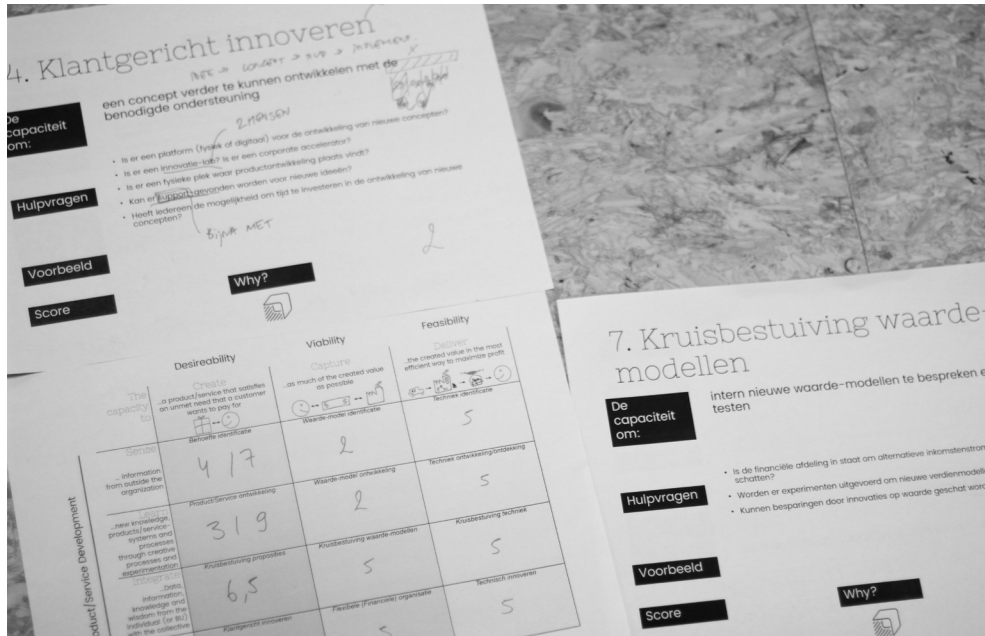 4. Klantgericht innoveren
IDEE → CONCEPT → → IMPLEMENT
De
capaciteit
om:
een concept verder te kunnen ontwikkelen met de
benodigde ondersteuning
2 MENSEN
Hulpvragen
• Is er een platform (fysiek of digitaal) voor de ontwikkeling van nieuwe concepten?
• Is er een innovatie-lab? Is er een corporate accelerator?
• Is er een fysieke plek waar productontwikkeling plaats vindt?
• Kan er support gevonden worden voor nieuwe ideeën?
• Heeft iedereen de mogelijkheid om tijd te investeren in de ontwikkeling van nieuwe
concepten?
BIJNA NIET
2
Voorbeeld
Score
Why?
Desireability
Viability
Feasibility
The
capacity
to
Create
...a product/service that satisfies
an unmet need that a customer
wants to pay for
Capture
...as much of the created value
as possible
Deliver
...the created value in the most
efficient way to maximize profit
Sense
... information
from outside the
organization
Behoefte identificatie
4 / 7
Waarde-model identificatie
2
Techniek identificatie
5
Learn
...new knowledge,
products/service-
systems and
processes
through creative
processes and
experimentation
Product/Service ontwikkeling
3 / 9
Waarde-model ontwikkeling
2
Techniek ontwikkeling/ontdekking
5
Integrate
...Data,
information,
knowledge and
wisdom from the
individual (or BU)
with the collective
Kruisbestuiving proposities
6,5
Kruisbestuiving waarde-modellen
5
Kruisbestuiving techniek
5
Klantgericht innoveren
Flexibele (Financiële) organisatie
5
Technisch innoveren
5
duct/Service Development
7. Kruisbestuiving waarde-
modellen
De
capaciteit
om:
intern nieuwe waarde-modellen te bespreken e
testen
Hulpvragen
• Is de financiële afdeling in staat om alternatieve inkomstenstrom
schatten?
• Worden er experimenten uitgevoerd om nieuwe verdienmodelle
• Kunnen besparingen door innovaties op waarde geschat word
Voorbeeld
Score
Why?